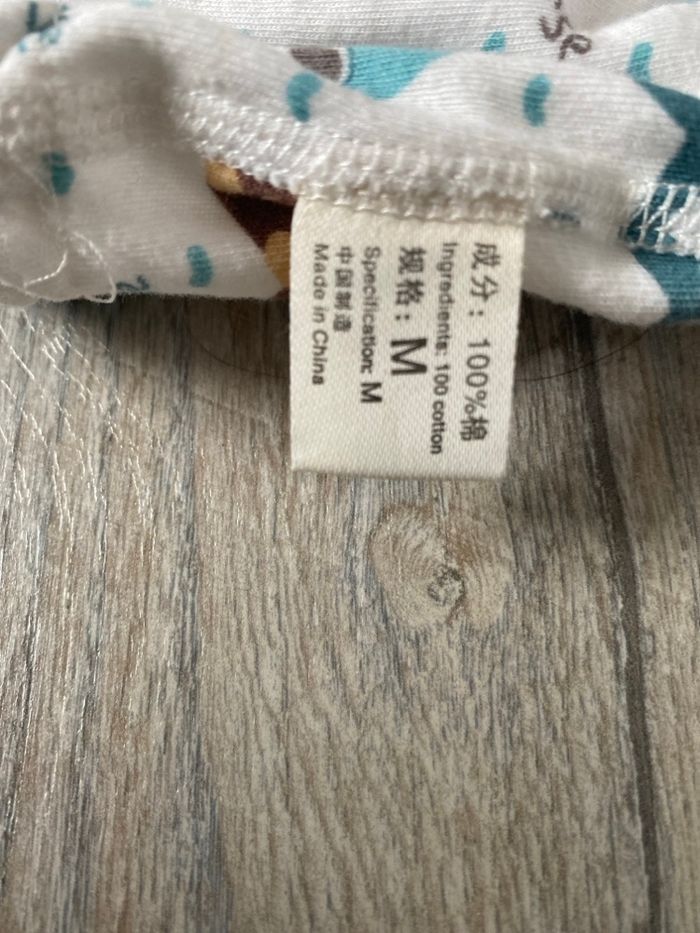 成分：100%棉
Ingredients: 100 cotton
规格：M
Specification: M
中国制造
Made in China